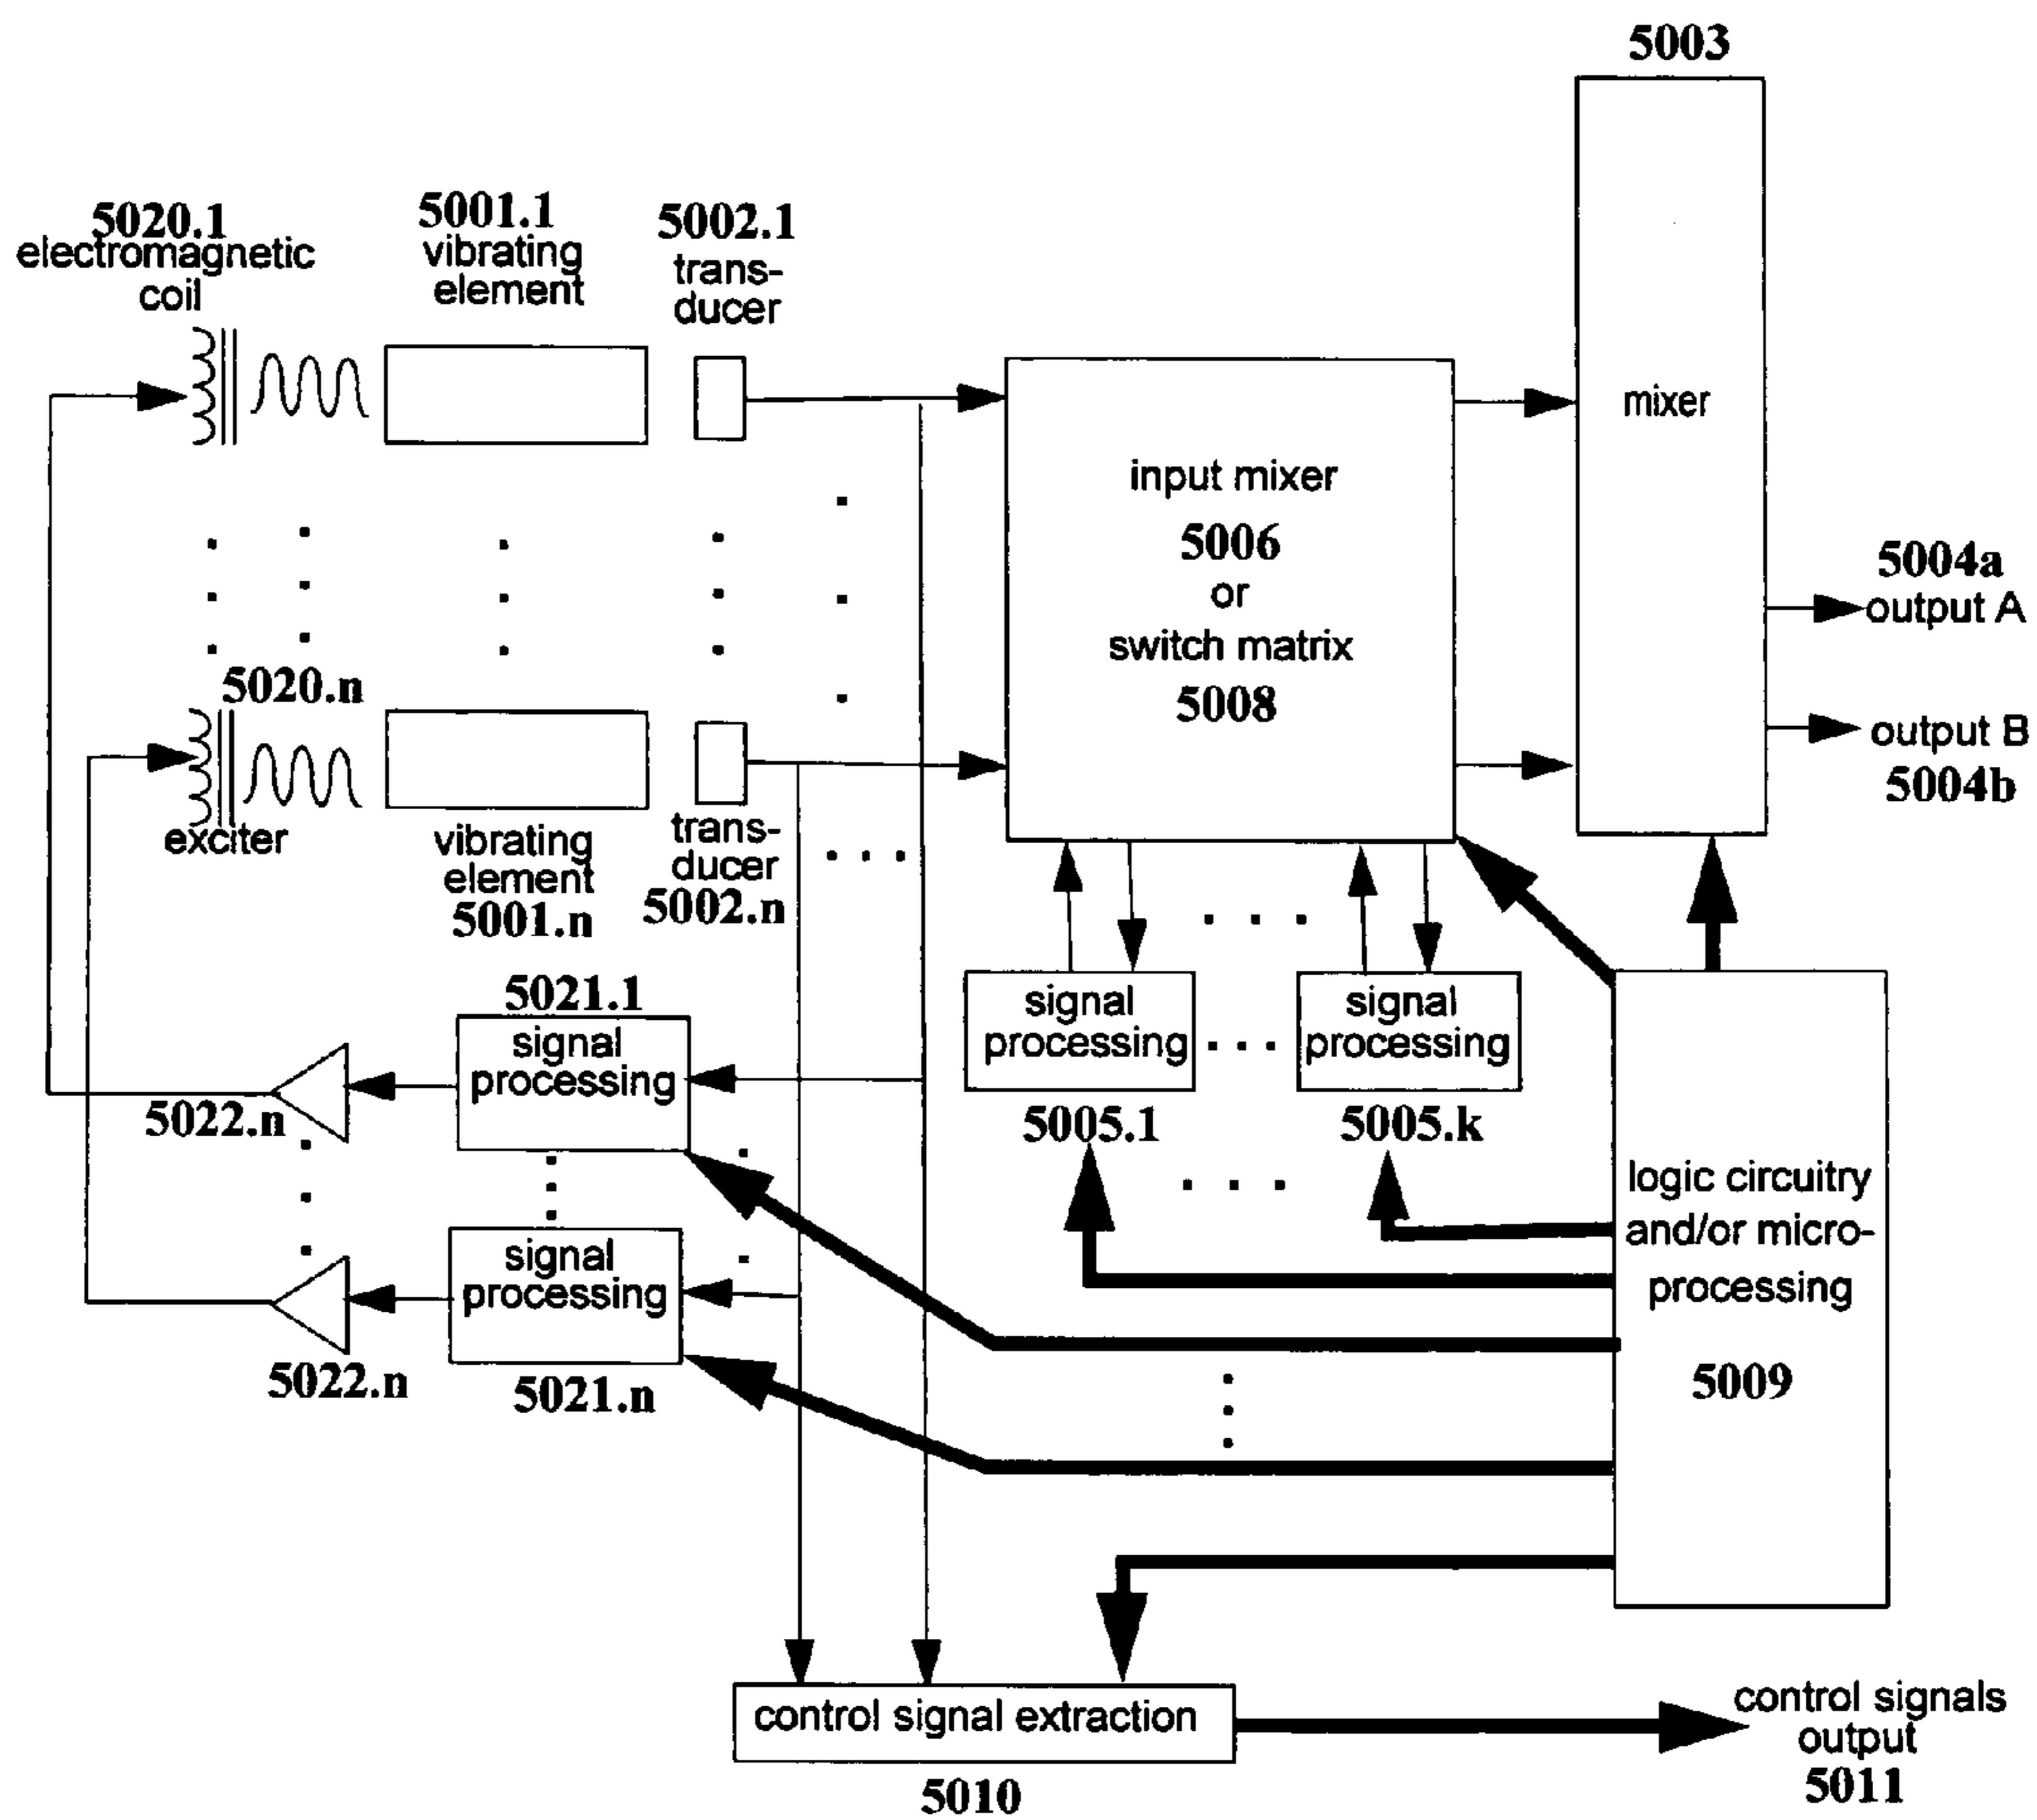 5003
5020.1
electromagnetic
coil
5001.1
vibrating
element
5002.1
trans-
ducer
mixer
input mixer
5006
or
switch matrix
5008
5004a
output A
output B
5004b
5020.n
exciter
vibrating
element
5001.n
trans-
ducer
5002.n
5021.1
signal
processing
5022.n
signal
processing
5021.n
5022.n
signal
processing
5005.1
signal
processing
5005.k
logic circuitry
and/or micro-
processing
5009
control signal extraction
5010
control signals
output
5011